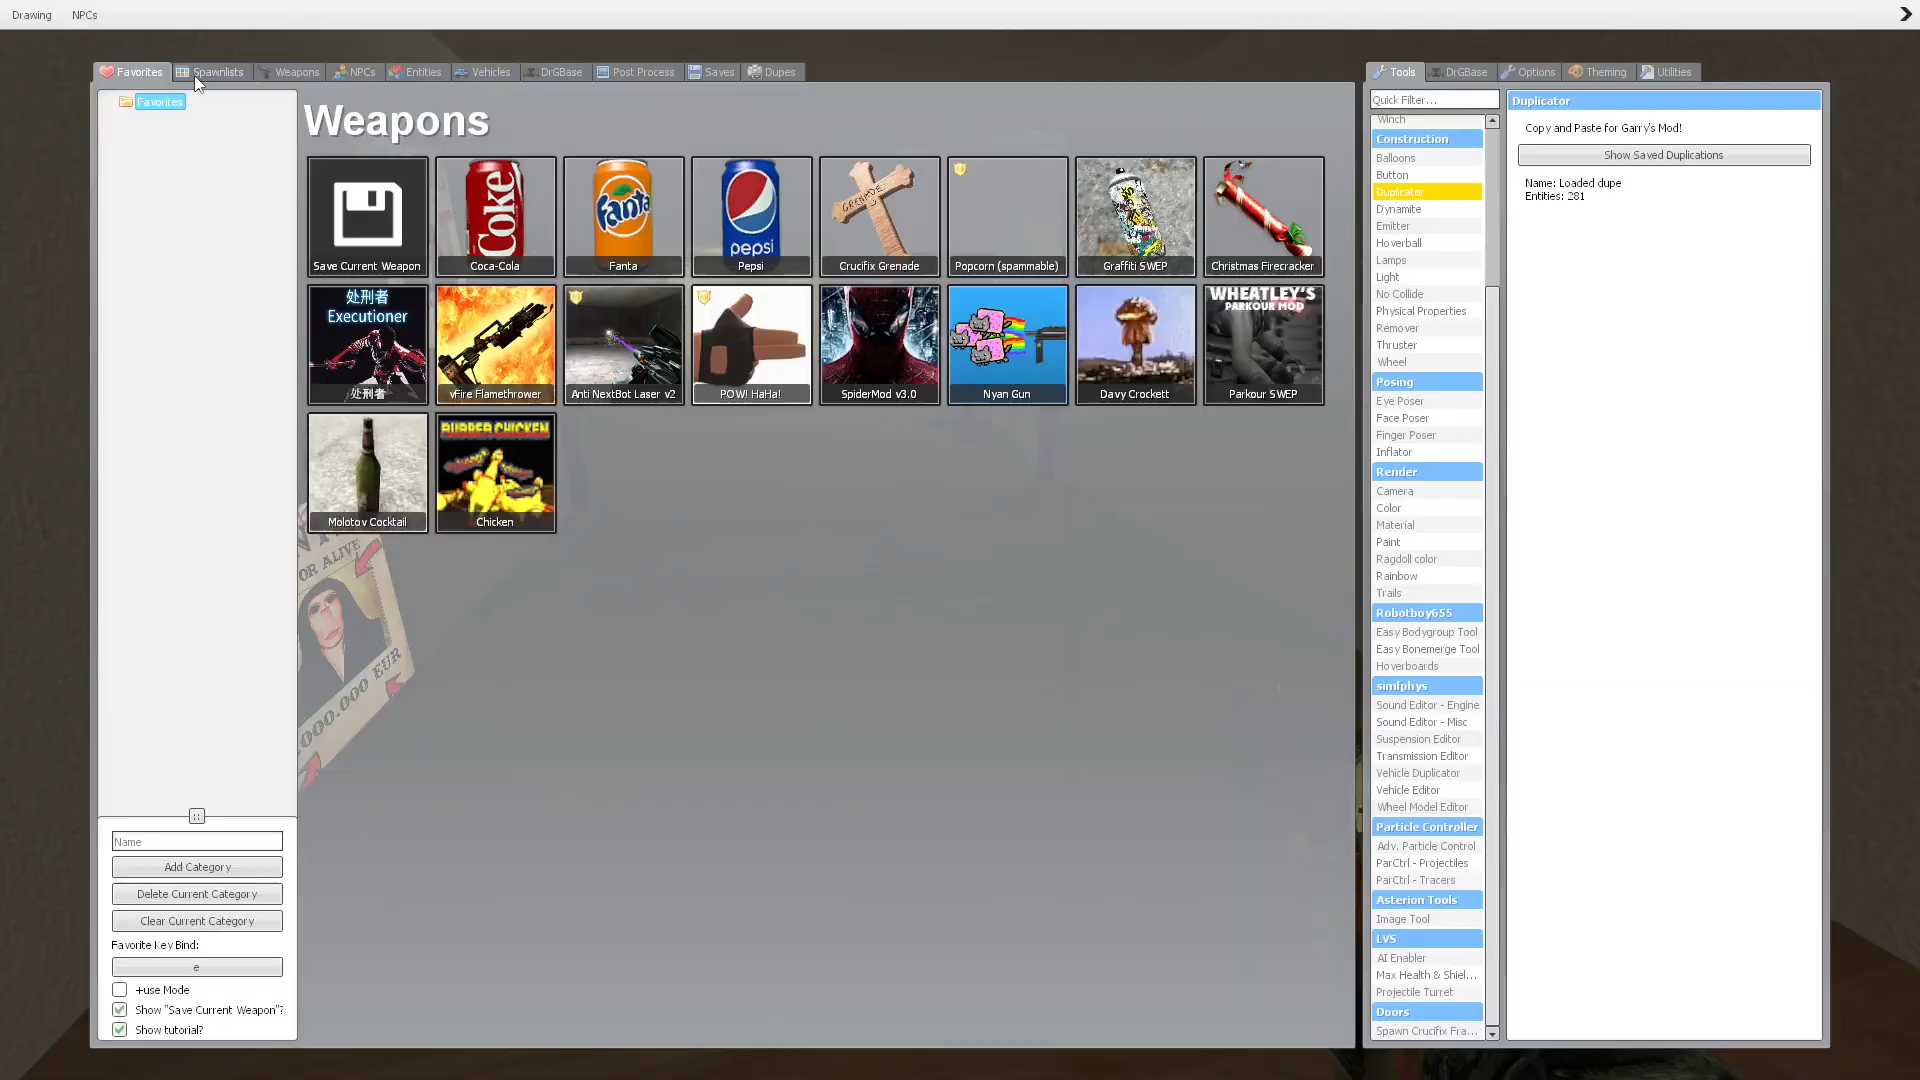 Drawing NPCs
Favorites Spawnlists Weapons NPCs Entities Vehicles DrGBase Post Process Saves Dupes
Favorites
Weapons
Save Current Weapon
Coke
Coca-Cola
Fanta
Fanta
pepsi
Pepsi
GRENADE
Crucifix Grenade
Popcorn (spammable)
Graffiti SWEP
Christmas Firecracker
处刑者
Executioner
处刑者
vFire Flamethrower
Anti NextBot Laser v2
POW! HaHa!
SpiderMod v3.0
Nyan Gun
Davy Crockett
WHEATLEY'S
PARKOUR MOD
Parkour SWEP
Molotov Cocktail
RUBBER CHICKEN
Chicken
OR ALIVE
.000.000 EUR
Name
Add Category
Delete Current Category
Clear Current Category
Favorite Key Bind:
e
+use Mode
Show "Save Current Weapon"?
Show tutorial?
Tools DrGBase Options Theming Utilities
Quick Filter...
Winch
Construction
Balloons
Button
Duplicator
Dynamite
Emitter
Hoverball
Lamps
Light
No Collide
Physical Properties
Remover
Thruster
Wheel
Posing
Eye Poser
Face Poser
Finger Poser
Inflator
Render
Camera
Color
Material
Paint
Ragdoll color
Rainbow
Trails
Robotboy655
Easy Bodygroup Tool
Easy Bonemerge Tool
Hoverboards
simfphys
Sound Editor - Engine
Sound Editor - Misc
Suspension Editor
Transmission Editor
Vehicle Duplicator
Vehicle Editor
Wheel Model Editor
Particle Controller
Adv. Particle Control
ParCtrl - Projectiles
ParCtrl - Tracers
Asterion Tools
Image Tool
LVS
AI Enabler
Max Health & Shiel...
Projectile Turret
Doors
Spawn Crucifix Fra...
Duplicator
Copy and Paste for Garry's Mod!
Show Saved Duplications
Name: Loaded dupe
Entities: 281